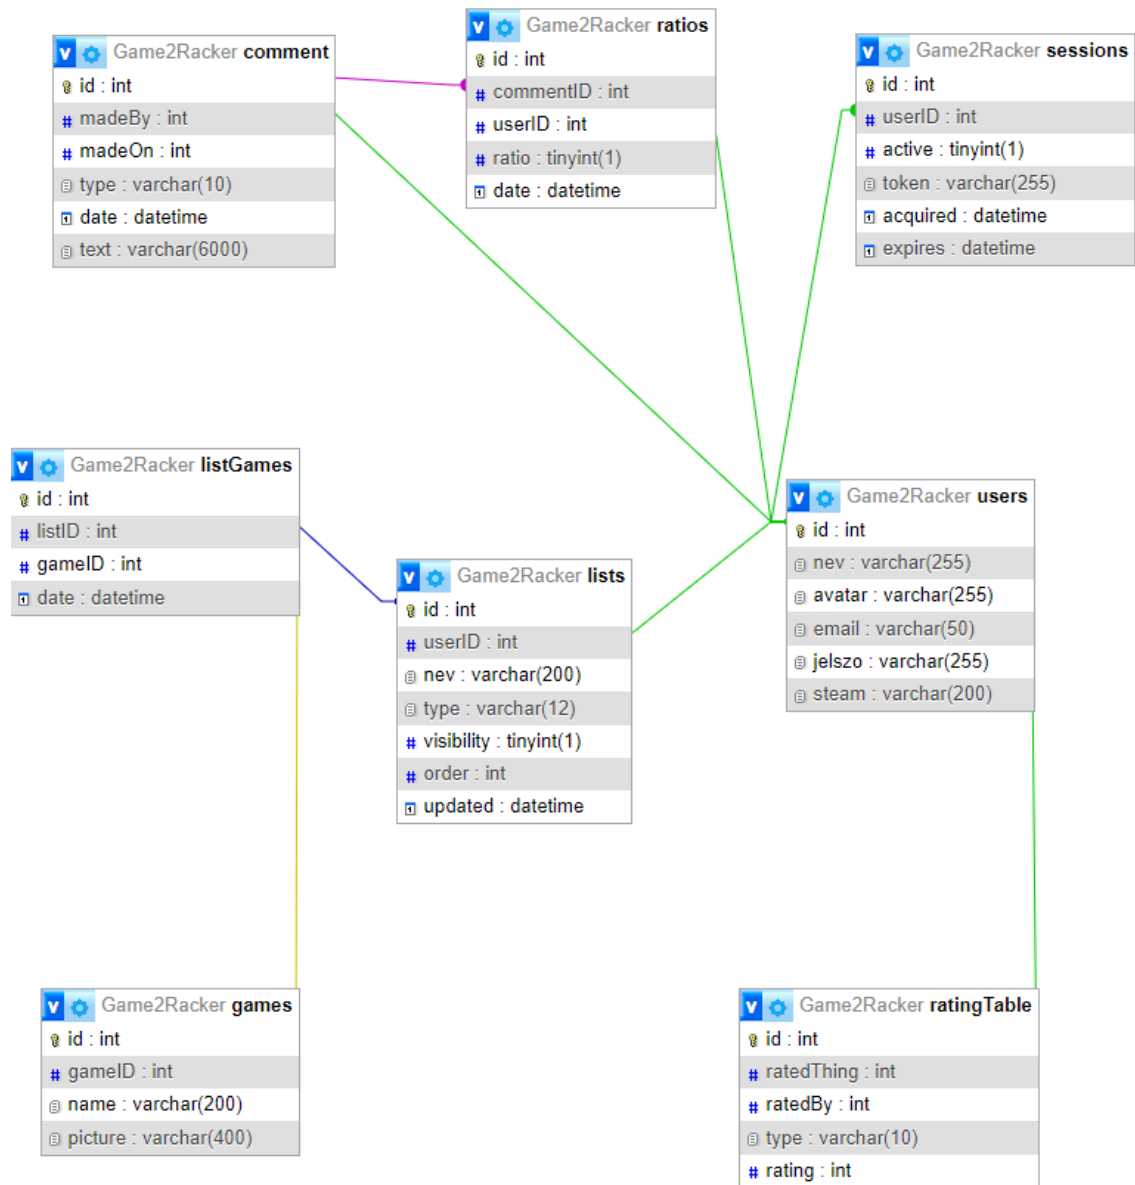 Game2Racker comment
id : int
madeBy : int
madeOn : int
type : varchar(10)
date : datetime
text : varchar(6000)
Game2Racker ratios
id : int
commentID : int
userID : int
ratio : tinyint(1)
date : datetime
Game2Racker sessions
id : int
userID : int
active : tinyint(1)
token : varchar(255)
acquired : datetime
expires : datetime
Game2Racker listGames
id : int
listID : int
gameID : int
date : datetime
Game2Racker lists
id : int
userID : int
nev : varchar(200)
type : varchar(12)
visibility : tinyint(1)
order : int
updated : datetime
Game2Racker users
id : int
nev : varchar(255)
avatar : varchar(255)
email : varchar(50)
jelszo : varchar(255)
steam : varchar(200)
Game2Racker games
id : int
gameID : int
name : varchar(200)
picture : varchar(400)
Game2Racker ratingTable
id : int
ratedThing : int
ratedBy : int
type : varchar(10)
rating : int